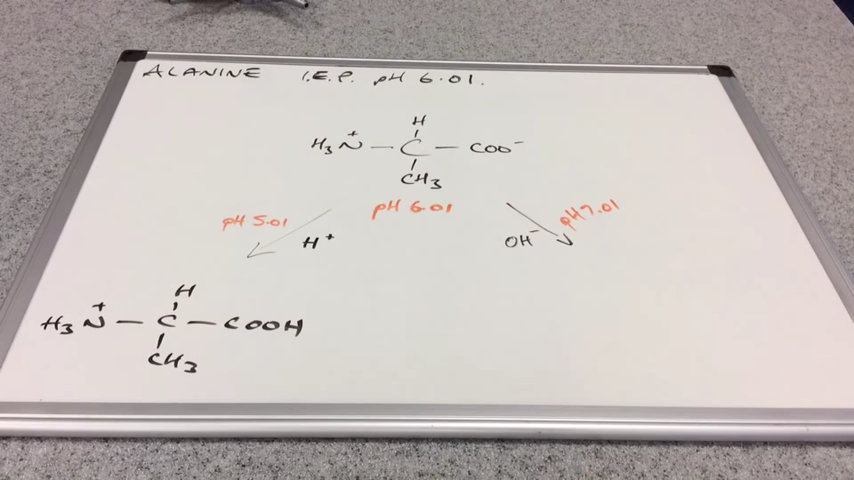 ALANINE I.E.P. pH 6.01.
H
H₃N⁺ — C — COO⁻
CH₃
pH 5.01 pH 6.01 pH 7.01
H⁺ OH⁻
H
H₃N⁺ — C — COOH
CH₃